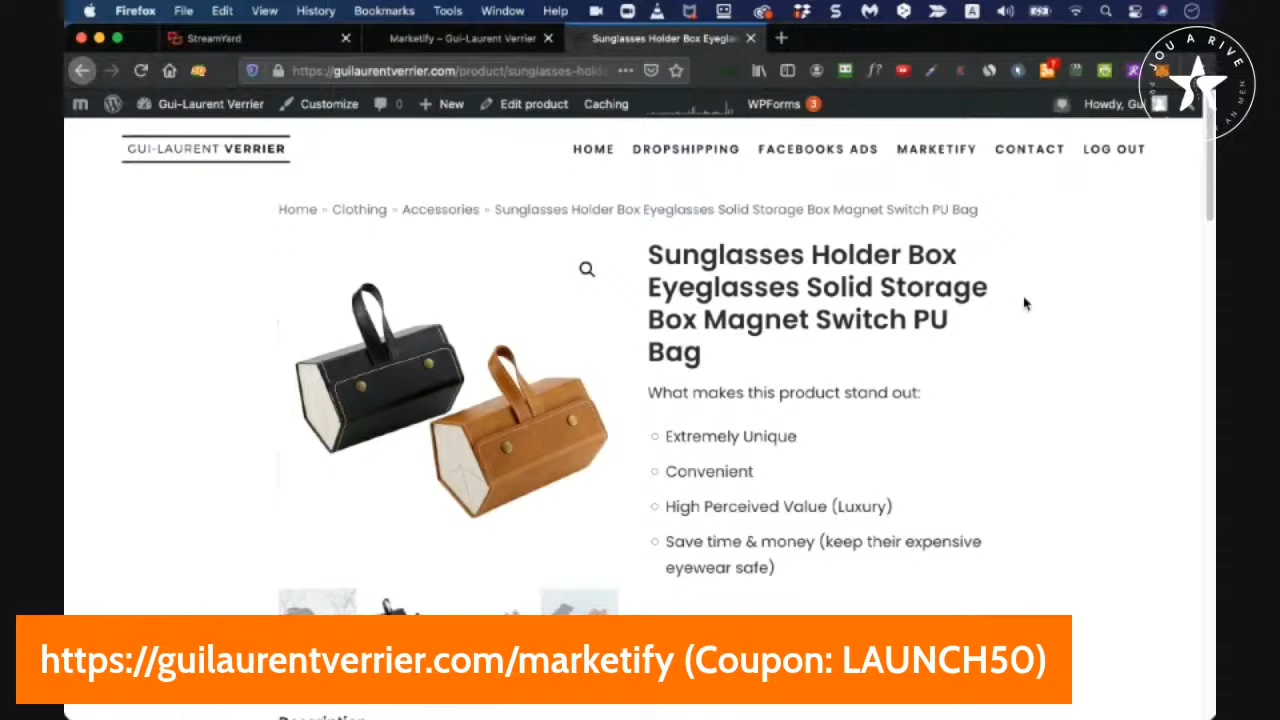 Firefox File Edit View History Bookmarks Tools Window Help
StreamYard
Marketify – Gui-Laurent Verrier
Sunglasses Holder Box Eyegla
https://guilaurentverrier.com/product/sunglasses-hold
Gui-Laurent Verrier Customize 0 New Edit product Caching WPForms 3 Howdy, Gui
GUI-LAURENT VERRIER
HOME DROPSHIPPING FACEBOOKS ADS MARKETIFY CONTACT LOG OUT
Home » Clothing » Accessories » Sunglasses Holder Box Eyeglasses Solid Storage Box Magnet Switch PU Bag
Sunglasses Holder Box
Eyeglasses Solid Storage
Box Magnet Switch PU
Bag
What makes this product stand out:
Extremely Unique
Convenient
High Perceived Value (Luxury)
Save time & money (keep their expensive
eyewear safe)
https://guilaurentverrier.com/marketify (Coupon: LAUNCH50)